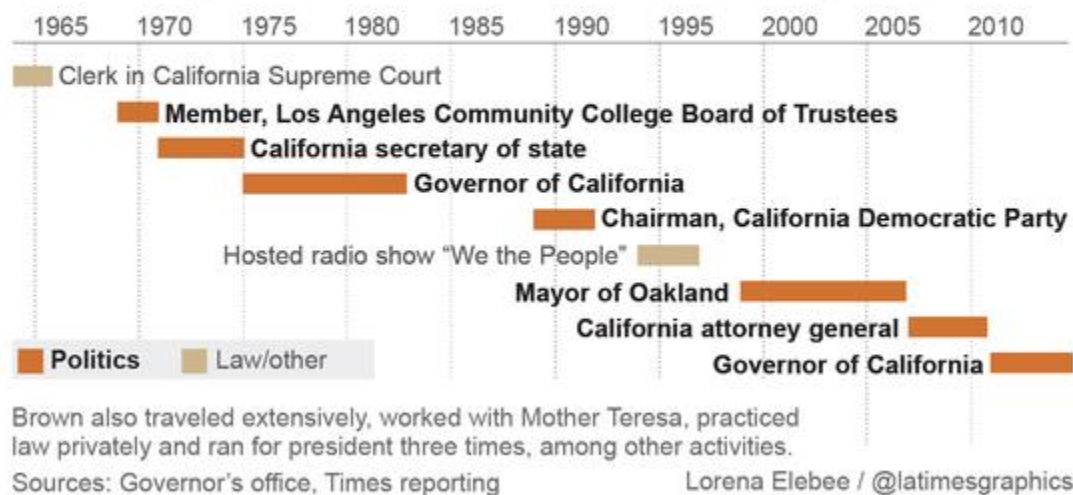 1965 1970 1975 1980 1985 1990 1995 2000 2005 2010
Clerk in California Supreme Court
Member, Los Angeles Community College Board of Trustees
California secretary of state
Governor of California
Chairman, California Democratic Party
Hosted radio show “We the People”
Mayor of Oakland
California attorney general
Politics Law/other
Governor of California
Brown also traveled extensively, worked with Mother Teresa, practiced
law privately and ran for president three times, among other activities.
Sources: Governor’s office, Times reporting Lorena Elebee / @latimesgraphics